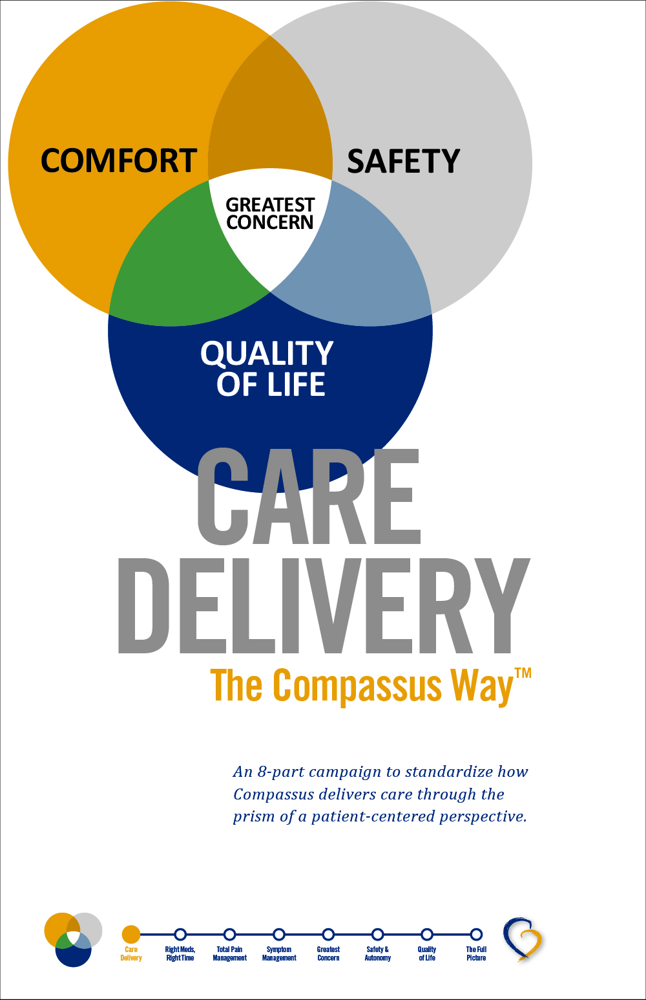 COMFORT
SAFETY
GREATEST
CONCERN
QUALITY
OF LIFE
CARE
DELIVERY
The Compassus Way™
An 8-part campaign to standardize how
Compassus delivers care through the
prism of a patient-centered perspective.
Care
Delivery
Right Meds,
Right Time
Total Pain
Management
Symptom
Management
Greatest
Concern
Safety &
Autonomy
Quality
of Life
The Full
Picture